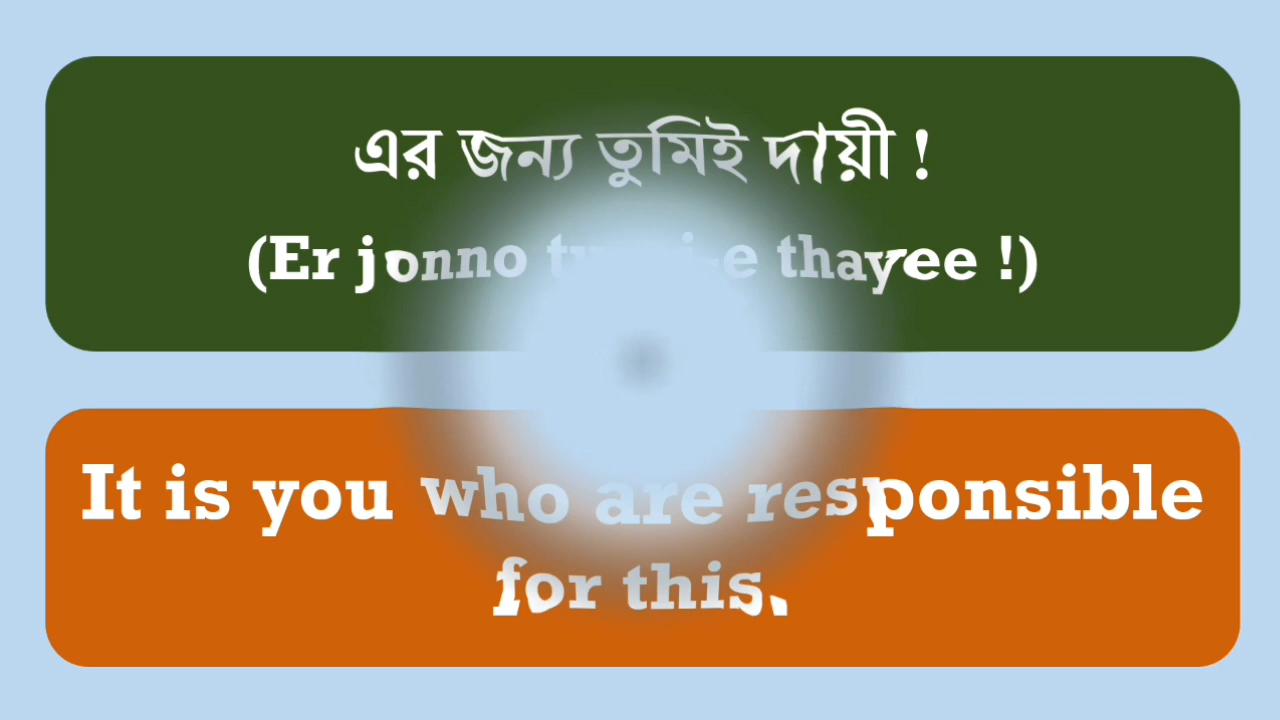 এর জন্য তুমিই দায়ী !
(Er jonno thayee !)
It is you who are responsible
for this.